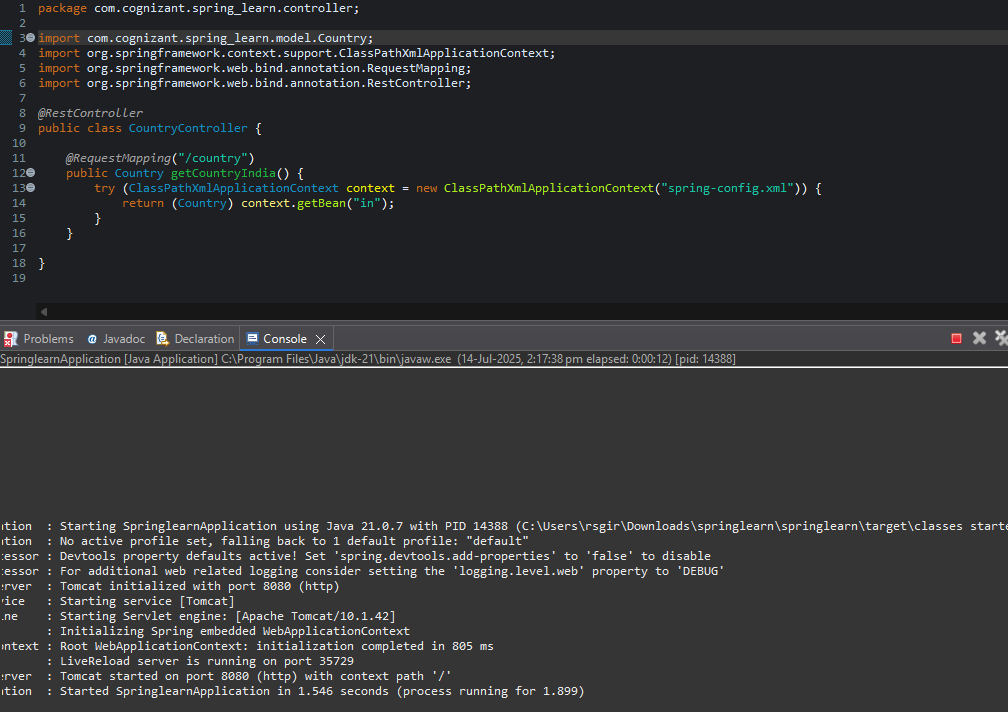 1 package com.cognizant.spring_learn.controller;
2
3 import com.cognizant.spring_learn.model.Country;
4 import org.springframework.context.support.ClassPathXmlApplicationContext;
5 import org.springframework.web.bind.annotation.RequestMapping;
6 import org.springframework.web.bind.annotation.RestController;
7
8 @RestController
9 public class CountryController {
10
11     @RequestMapping("/country")
12     public Country getCountryIndia() {
13         try (ClassPathXmlApplicationContext context = new ClassPathXmlApplicationContext("spring-config.xml")) {
14             return (Country) context.getBean("in");
15         }
16     }
17
18 }
19
Problems @ Javadoc Declaration Console
SpringlearnApplication [Java Application] C:\Program Files\Java\jdk-21\bin\javaw.exe (14-Jul-2025, 2:17:38 pm elapsed: 0:00:12) [pid: 14388]
ation : Starting SpringlearnApplication using Java 21.0.7 with PID 14388 (C:\Users\rsgir\Downloads\springlearn\springlearn\target\classes starte
ation : No active profile set, falling back to 1 default profile: "default"
cessor : Devtools property defaults active! Set 'spring.devtools.add-properties' to 'false' to disable
cessor : For additional web related logging consider setting the 'logging.level.web' property to 'DEBUG'
erver : Tomcat initialized with port 8080 (http)
vice : Starting service [Tomcat]
ine : Starting Servlet engine: [Apache Tomcat/10.1.42]
: Initializing Spring embedded WebApplicationContext
ontext : Root WebApplicationContext: initialization completed in 805 ms
: LiveReload server is running on port 35729
erver : Tomcat started on port 8080 (http) with context path '/'
ation : Started SpringlearnApplication in 1.546 seconds (process running for 1.899)